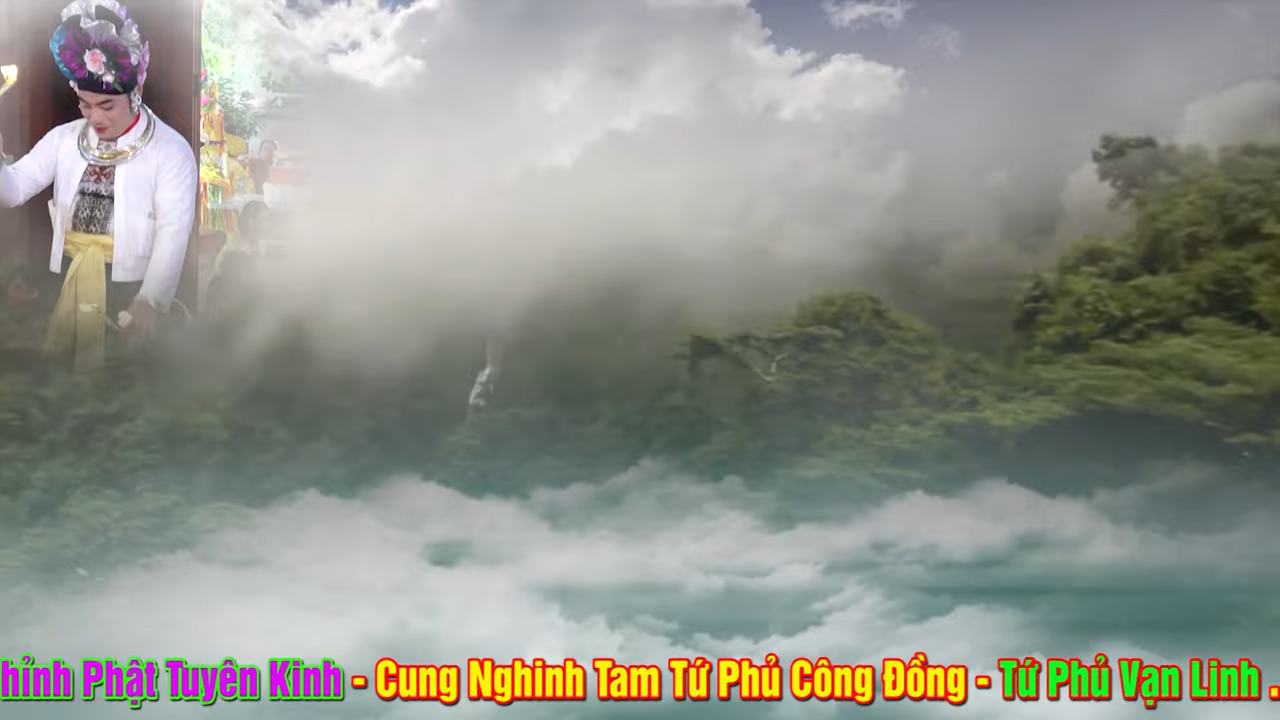 hỉnh Phật Tuyên Kinh - Cung Nghinh Tam Tứ Phủ Công Đồng - Tứ Phủ Vạn Linh .